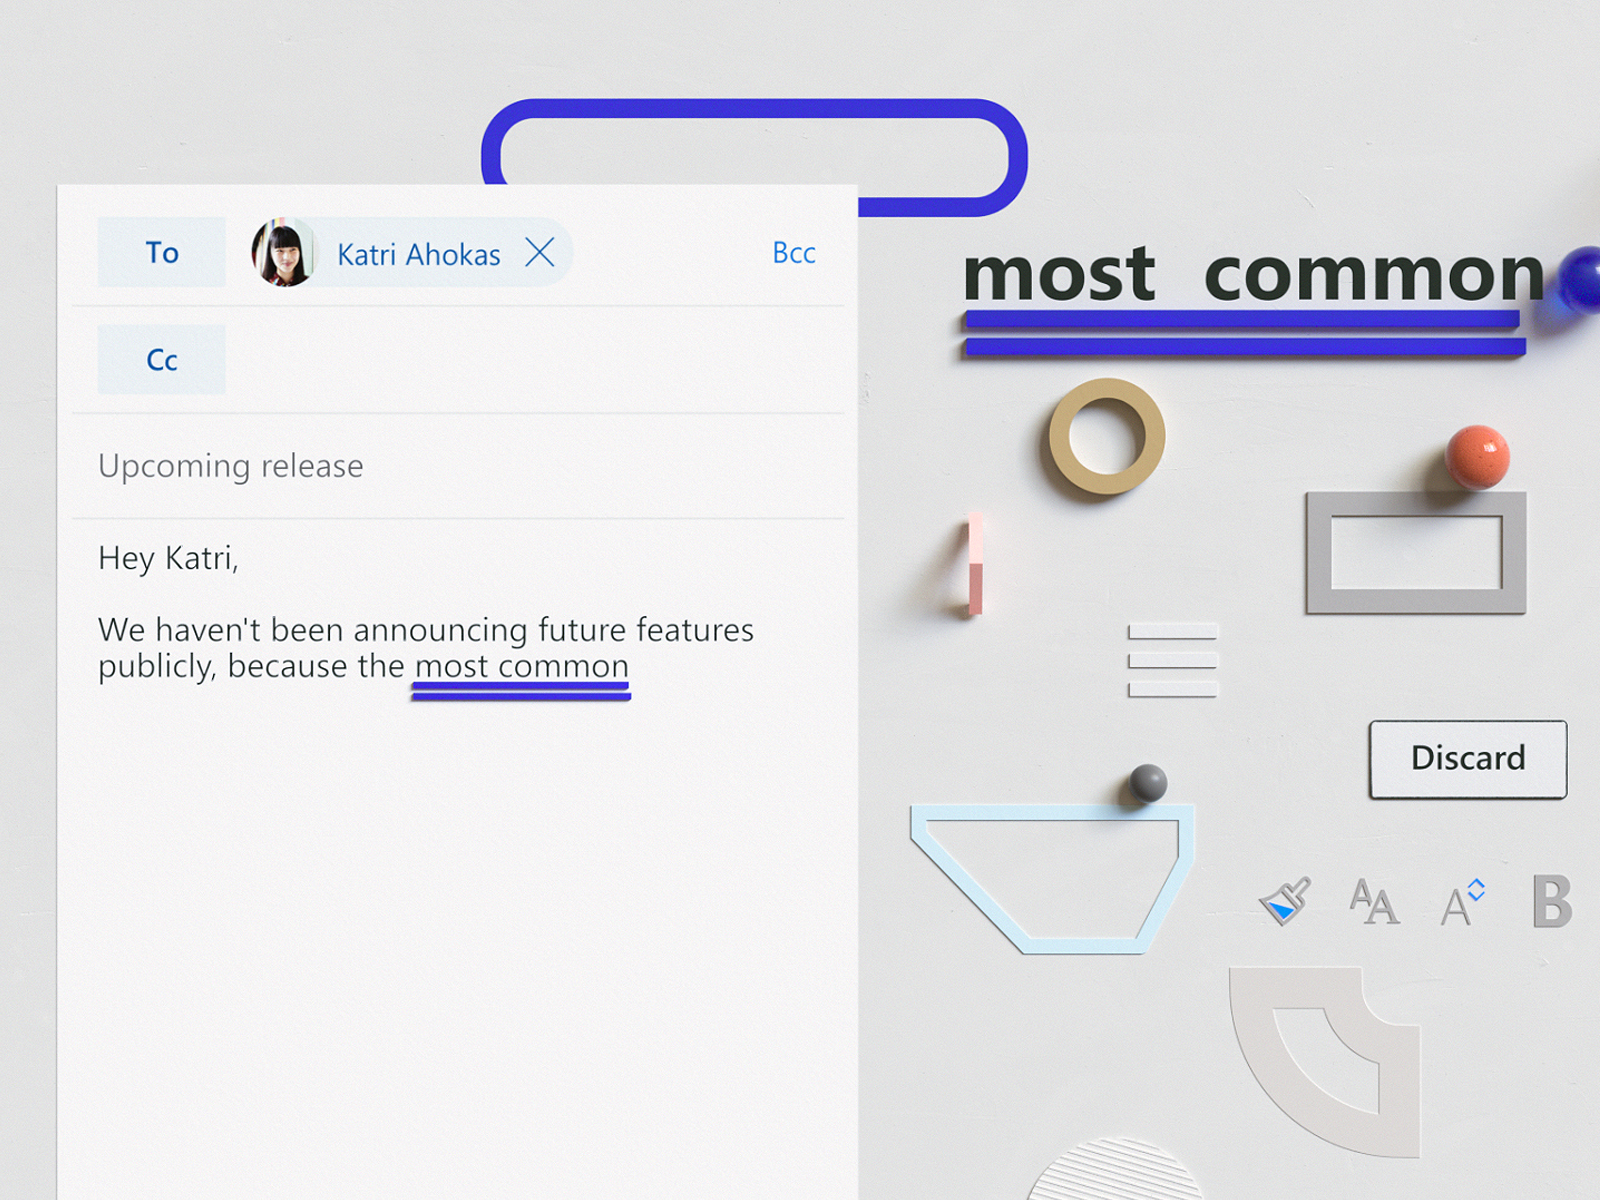 To
Katri Ahokas
Bcc
Cc
Upcoming release
Hey Katri,
We haven't been announcing future features
publicly, because the most common
most common
Discard
AA
A
B